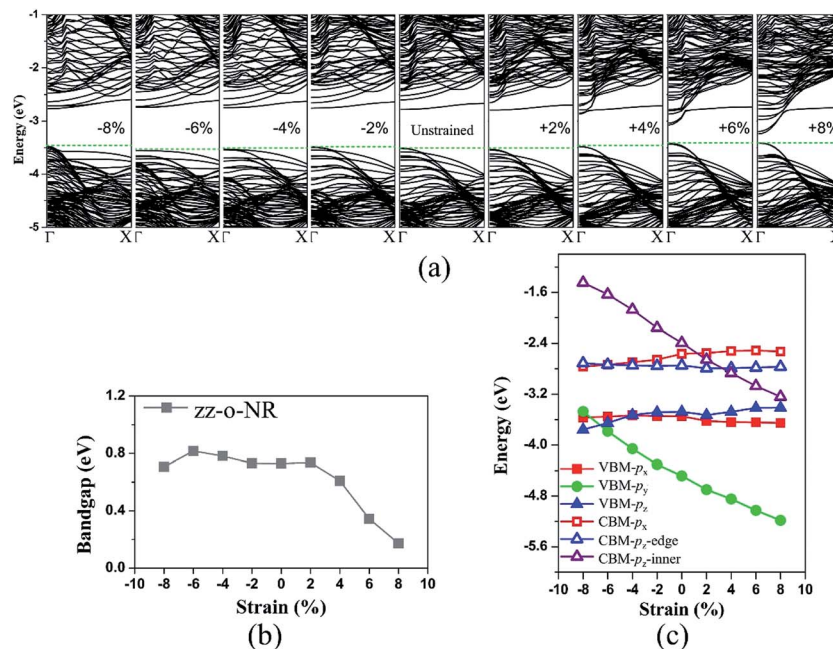 -1
-2
-3
-4
-5
Energy (eV)
-8% -6% -4% -2% Unstrained +2% +4% +6% +8%
Γ X Γ X Γ X Γ X Γ X Γ X Γ X Γ X Γ X
(a)
1.2
0.8
0.4
0.0
Bandgap (eV)
zz-o-NR
-10 -8 -6 -4 -2 0 2 4 6 8 10
Strain (%)
(b)
-1.6
-2.4
-3.2
-4.0
-4.8
-5.6
Energy (eV)
VBM-px
VBM-py
VBM-pz
CBM-px
CBM-pz-edge
CBM-pz-inner
-10 -8 -6 -4 -2 0 2 4 6 8 10
Strain (%)
(c)